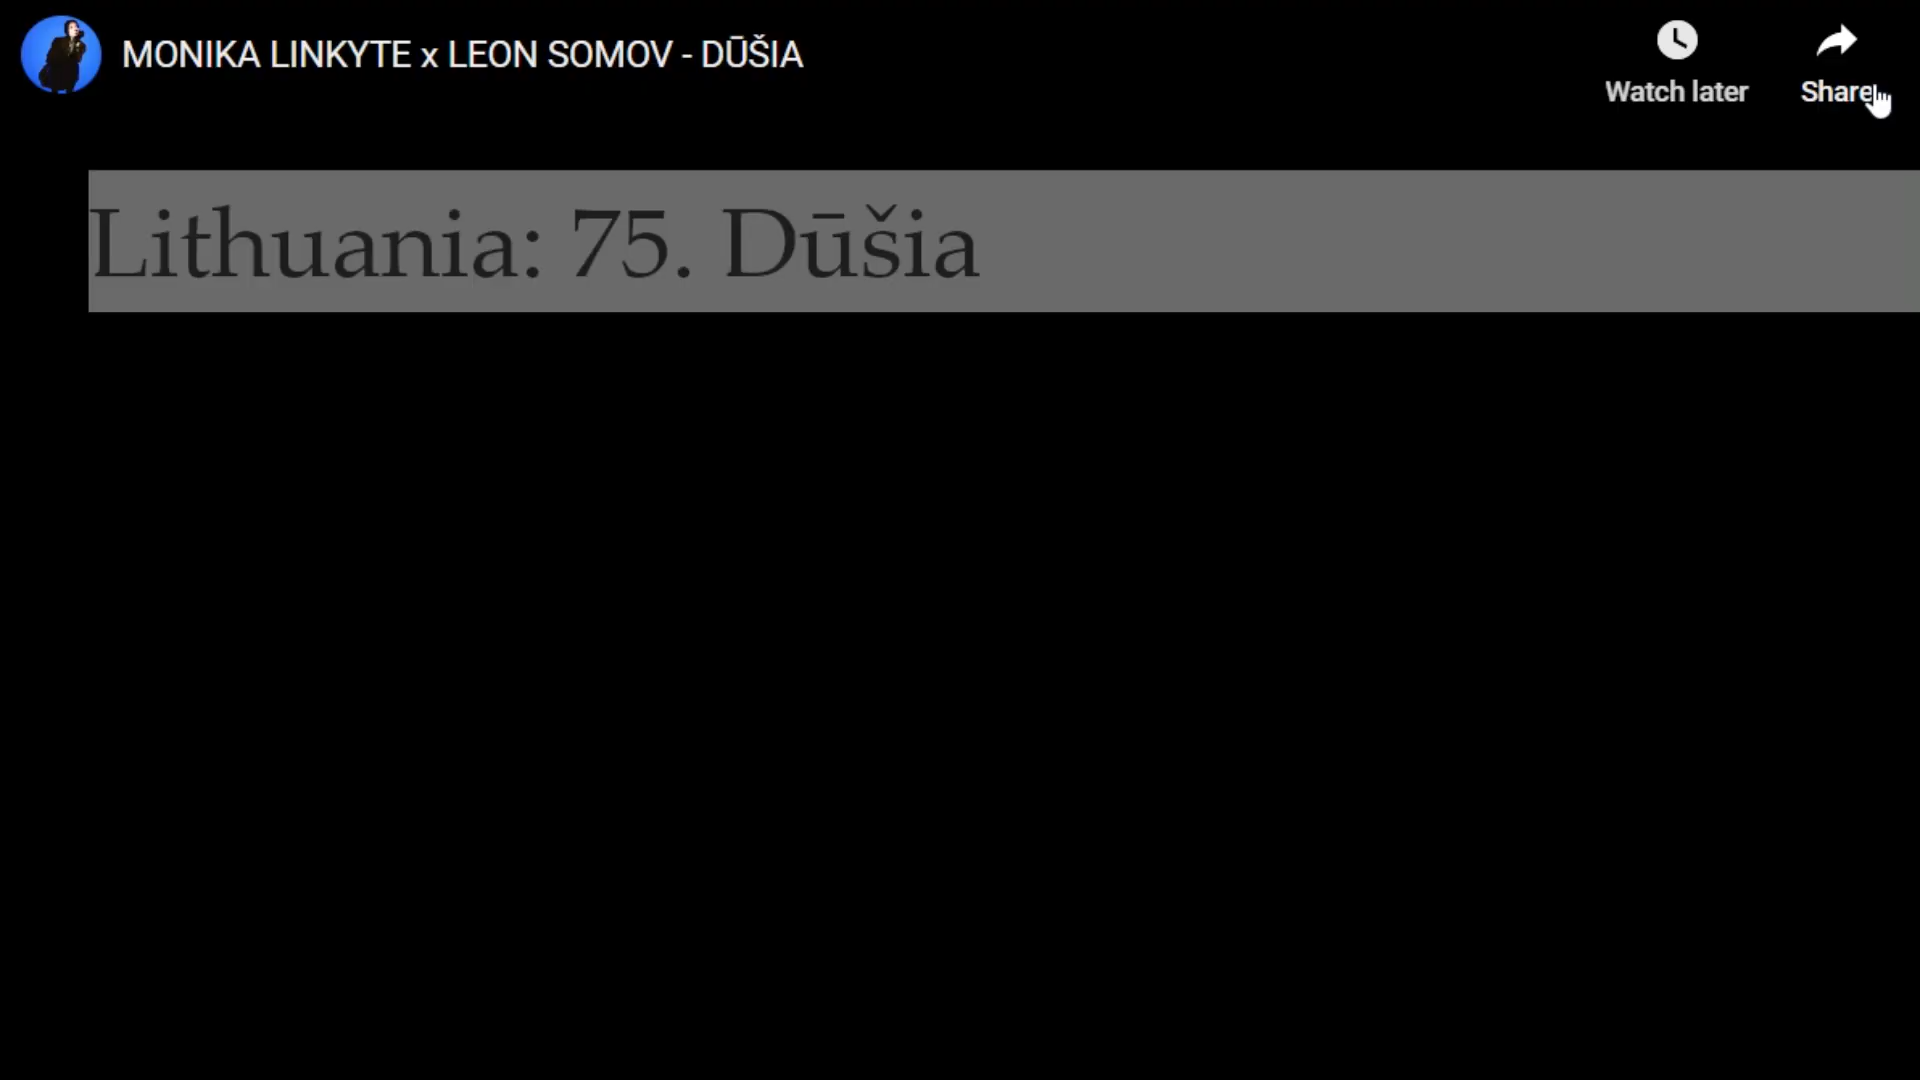 MONIKA LINKYTE x LEON SOMOV - DŪŠIA
Watch later
Share
Lithuania: 75. Dūšia